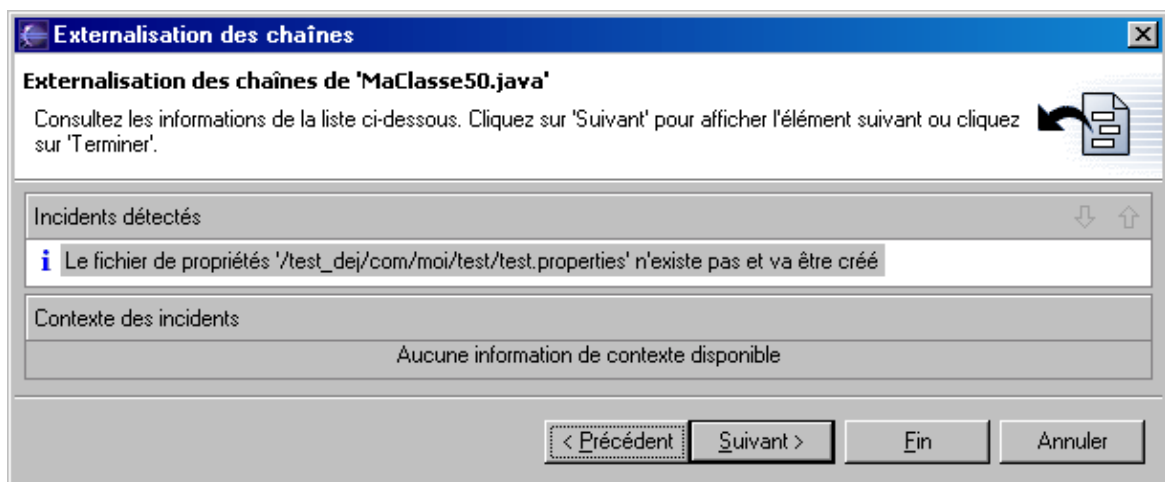 Externalisation des chaînes
Externalisation des chaînes de 'MaClasse50.java'
Consultez les informations de la liste ci-dessous. Cliquez sur 'Suivant' pour afficher l'élément suivant ou cliquez
sur 'Terminer'.
Incidents détectés
Le fichier de propriétés '/test_dej/com/moi/test/test.properties' n'existe pas et va être créé
Contexte des incidents
Aucune information de contexte disponible
< Précédent Suivant > Fin Annuler